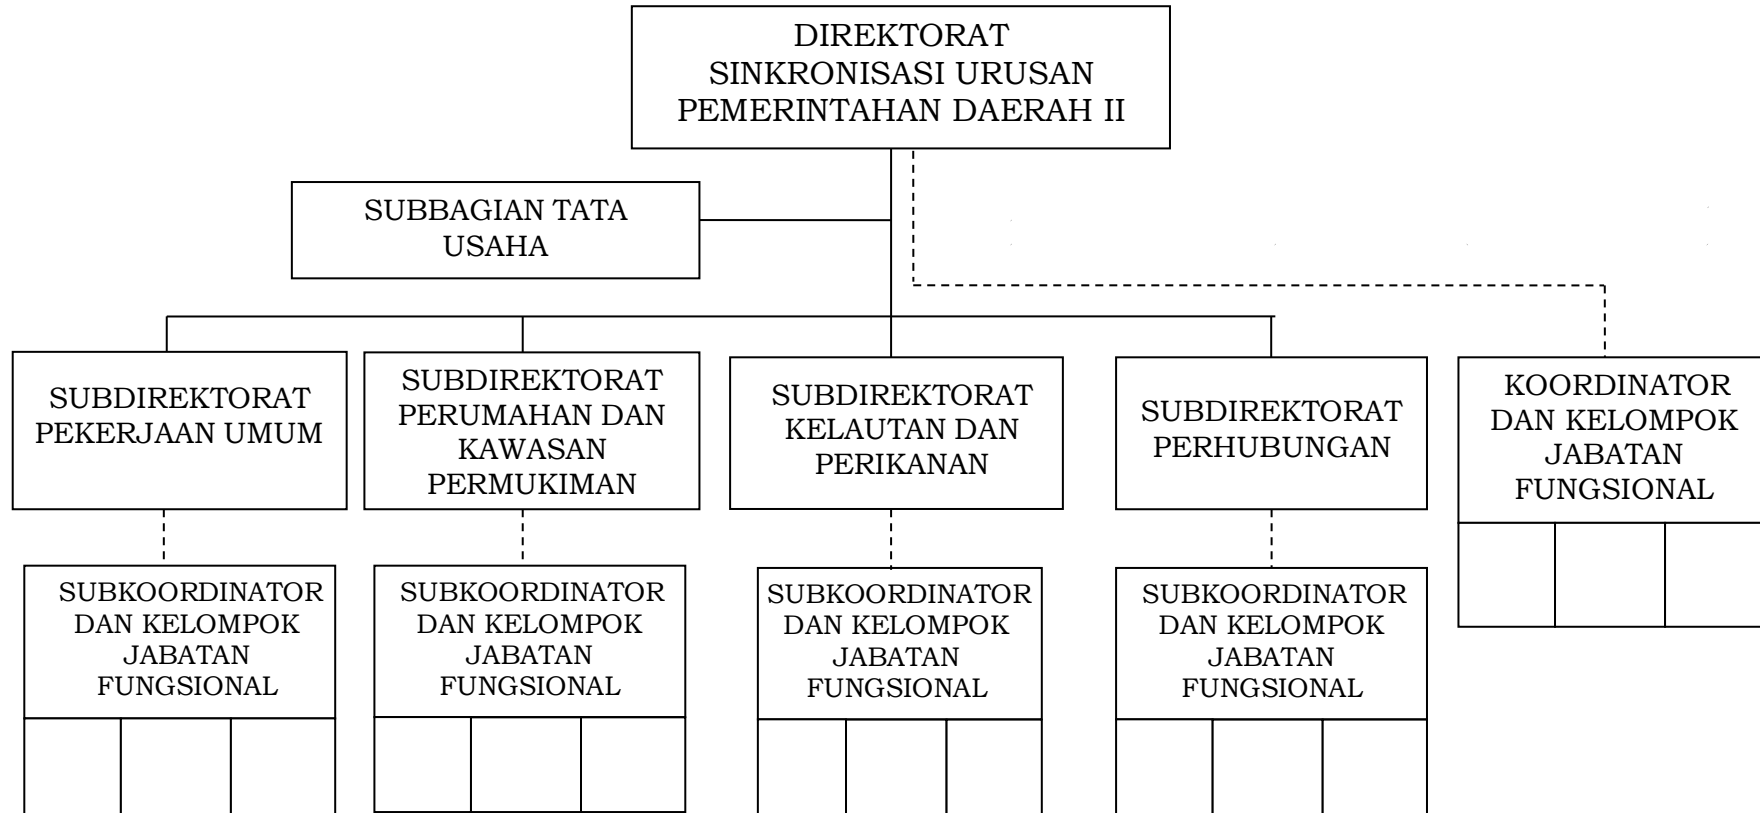 DIREKTORAT
SINKRONISASI URUSAN
PEMERINTAHAN DAERAH II
SUBBAGIAN TATA
USAHA
SUBDIREKTORAT
PEKERJAAN UMUM
SUBDIREKTORAT
PERUMAHAN DAN
KAWASAN
PERMUKIMAN
SUBDIREKTORAT
KELAUTAN DAN
PERIKANAN
SUBDIREKTORAT
PERHUBUNGAN
KOORDINATOR
DAN KELOMPOK
JABATAN
FUNGSIONAL
SUBKOORDINATOR
DAN KELOMPOK
JABATAN
FUNGSIONAL
SUBKOORDINATOR
DAN KELOMPOK
JABATAN
FUNGSIONAL
SUBKOORDINATOR
DAN KELOMPOK
JABATAN
FUNGSIONAL
SUBKOORDINATOR
DAN KELOMPOK
JABATAN
FUNGSIONAL